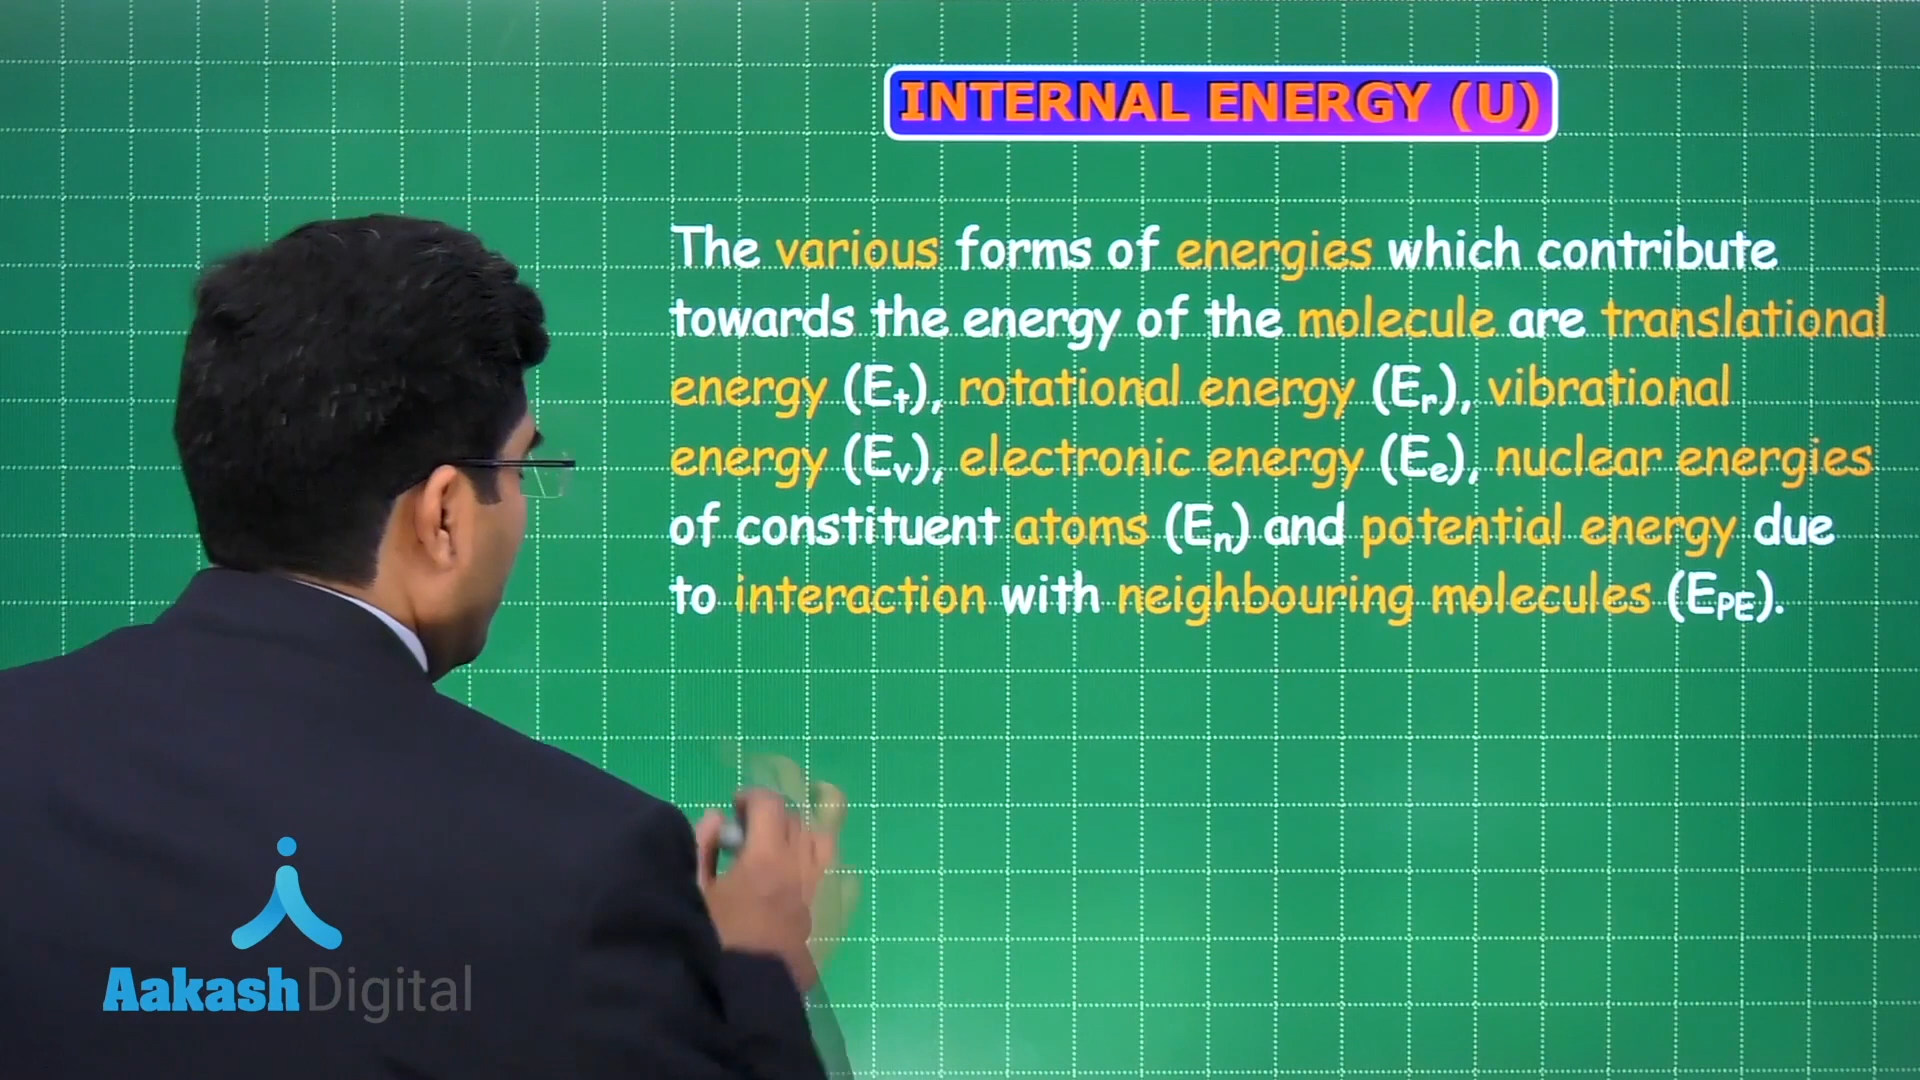 INTERNAL ENERGY (U)
The various forms of energies which contribute
towards the energy of the molecule are translational
energy (Eₜ), rotational energy (Eᵣ), vibrational
energy (Eᵥ), electronic energy (Eₑ), nuclear energies
of constituent atoms (Eₙ) and potential energy due
to interaction with neighbouring molecules (E_PE).
Aakash Digital